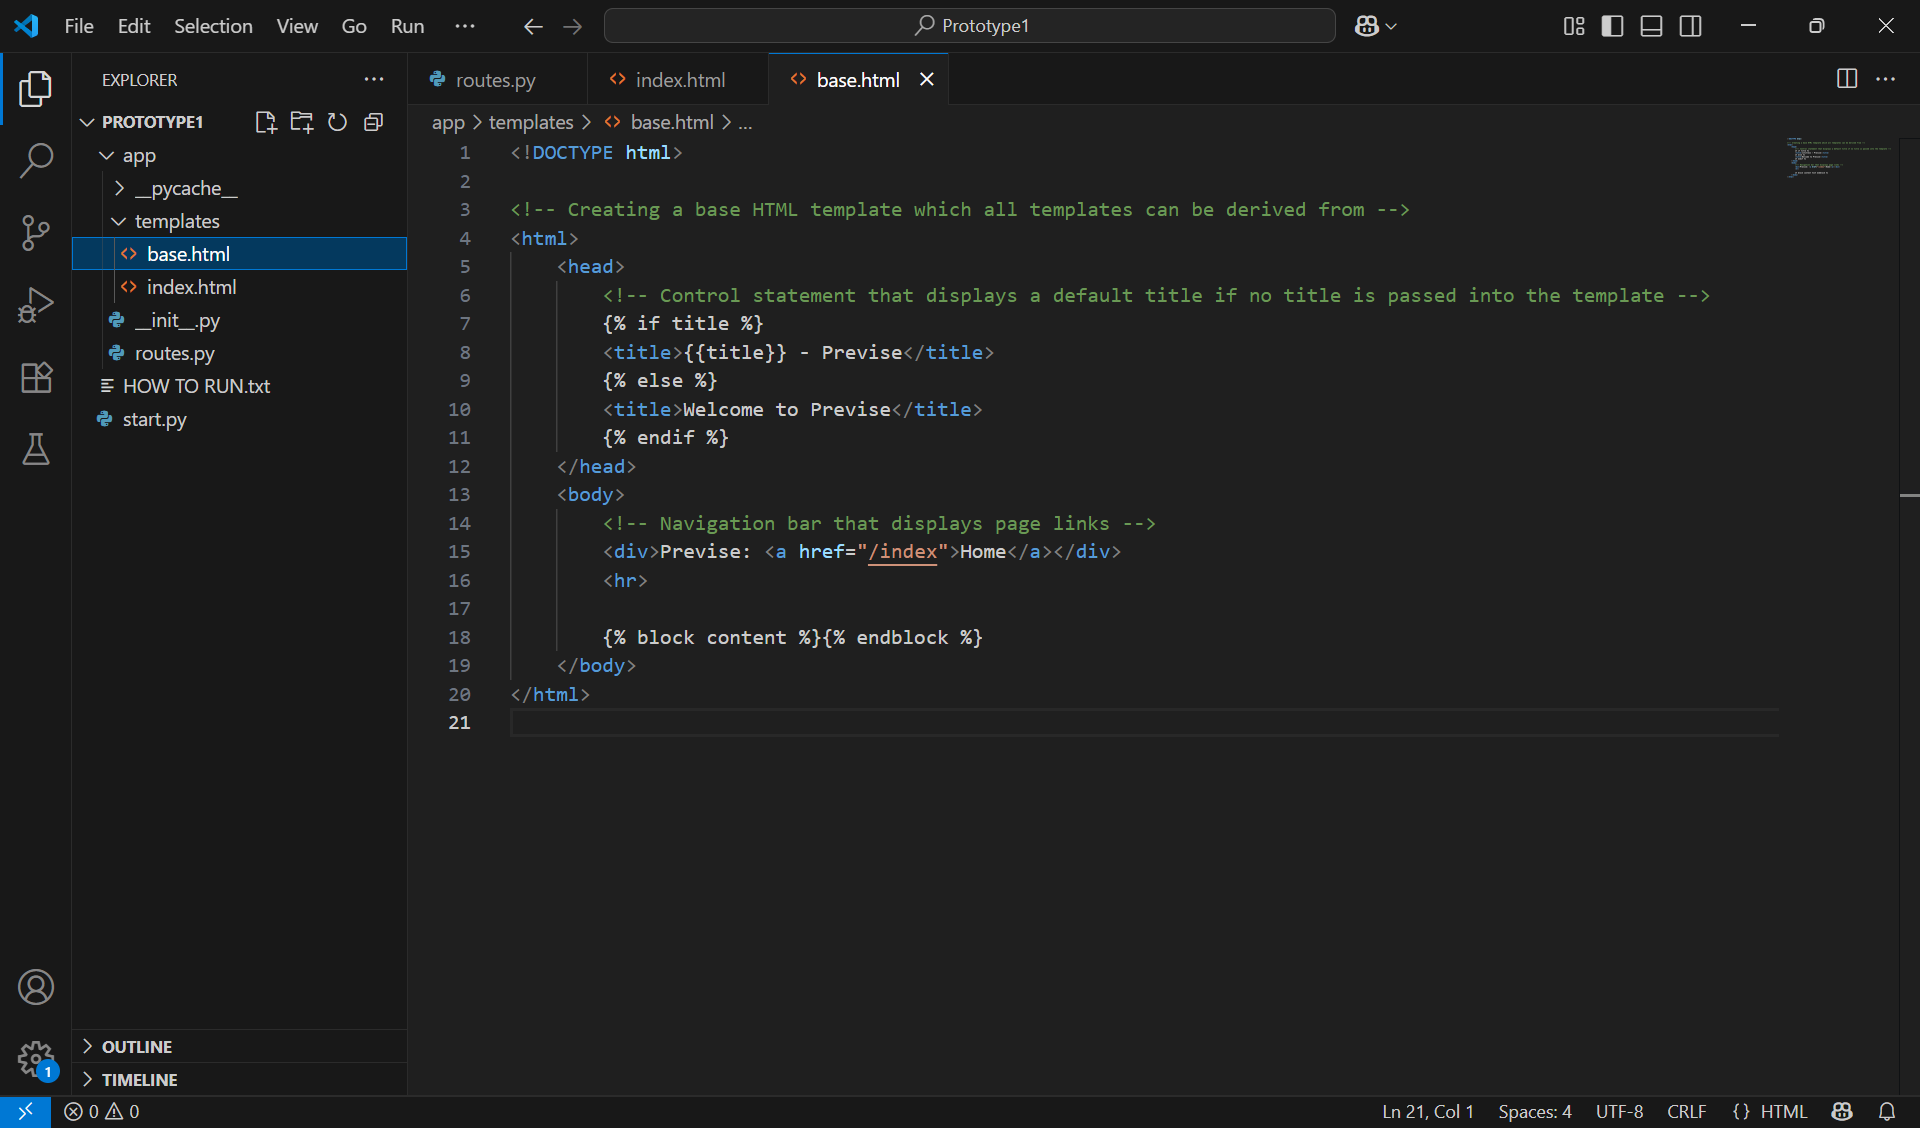 File Edit Selection View Go Run ...
Prototype1
EXPLORER ...
routes.py
index.html
base.html
PROTOTYPE1
app
__pycache__
templates
base.html
index.html
__init__.py
routes.py
HOW TO RUN.txt
start.py
OUTLINE
TIMELINE
app > templates > base.html > ...
1 <!DOCTYPE html>
2
3 <!-- Creating a base HTML template which all templates can be derived from -->
4 <html>
5     <head>
6         <!-- Control statement that displays a default title if no title is passed into the template -->
7         {% if title %}
8         <title>{{title}} - Previse</title>
9         {% else %}
10         <title>Welcome to Previse</title>
11         {% endif %}
12     </head>
13     <body>
14         <!-- Navigation bar that displays page links -->
15         <div>Previse: <a href="/index">Home</a></div>
16         <hr>
17
18         {% block content %}{% endblock %}
19     </body>
20 </html>
21
1
0 0
Ln 21, Col 1 Spaces: 4 UTF-8 CRLF {} HTML